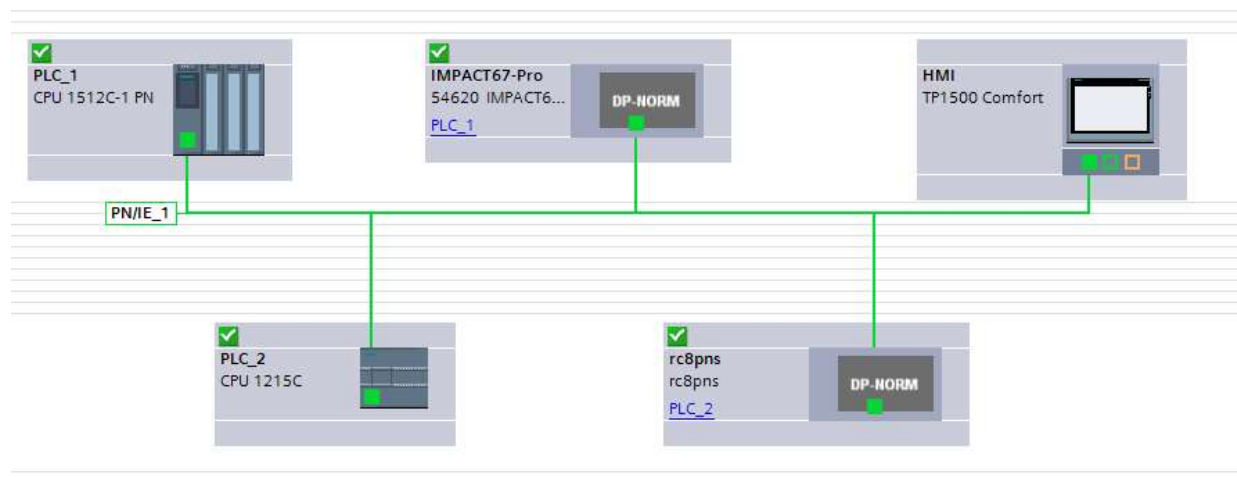 PLC_1
CPU 1512C-1 PN
IMPACT67-Pro
54620 IMPACT6...
PLC_1
DP-NORM
HMI
TP1500 Comfort
PN/IE_1
PLC_2
CPU 1215C
rc8pns
rc8pns
PLC_2
DP-NORM